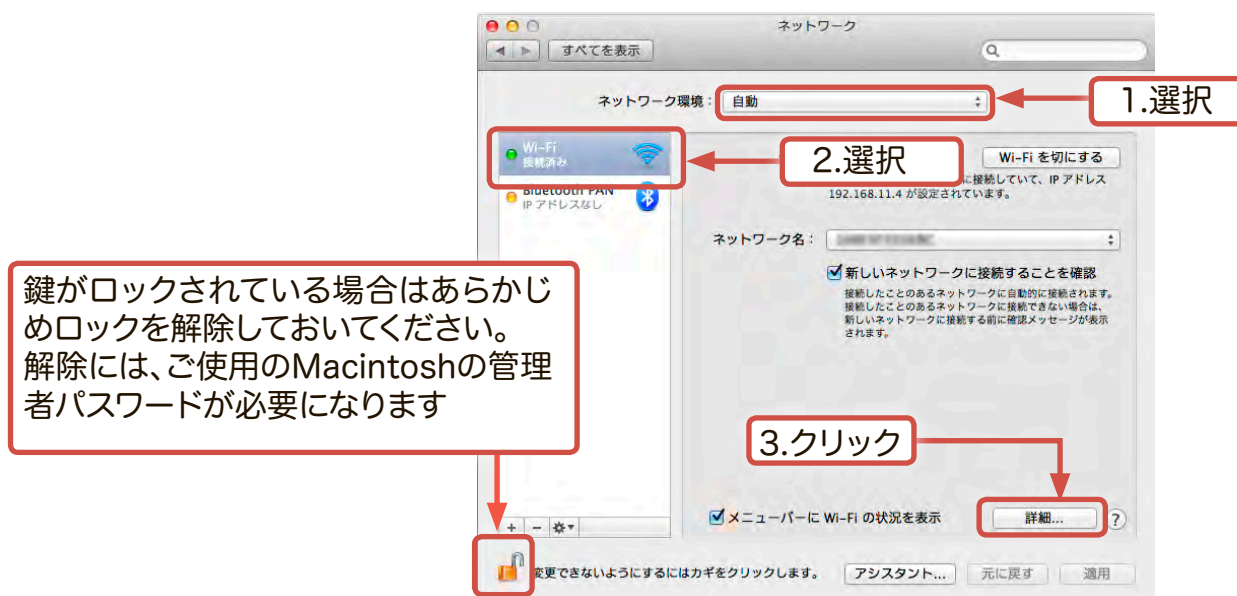 ネットワーク
すべてを表示
ネットワーク環境： 自動
1.選択
Wi-Fi
接続済み
2.選択
Wi-Fi を切にする
に接続していて、IP アドレス
192.168.11.4 が設定されています。
Bluetooth PAN
IP アドレスなし
ネットワーク名：
新しいネットワークに接続することを確認
接続したことのあるネットワークに自動的に接続されます。
接続したことのあるネットワークに接続できない場合は、
新しいネットワークに接続する前に確認メッセージが表示
されます。
鍵がロックされている場合はあらかじ
めロックを解除しておいてください。
解除には、ご使用のMacintoshの管理
者パスワードが必要になります
3.クリック
メニューバーに Wi-Fi の状況を表示
詳細...
?
+ −
変更できないようにするにはカギをクリックします。
アシスタント...
元に戻す
適用